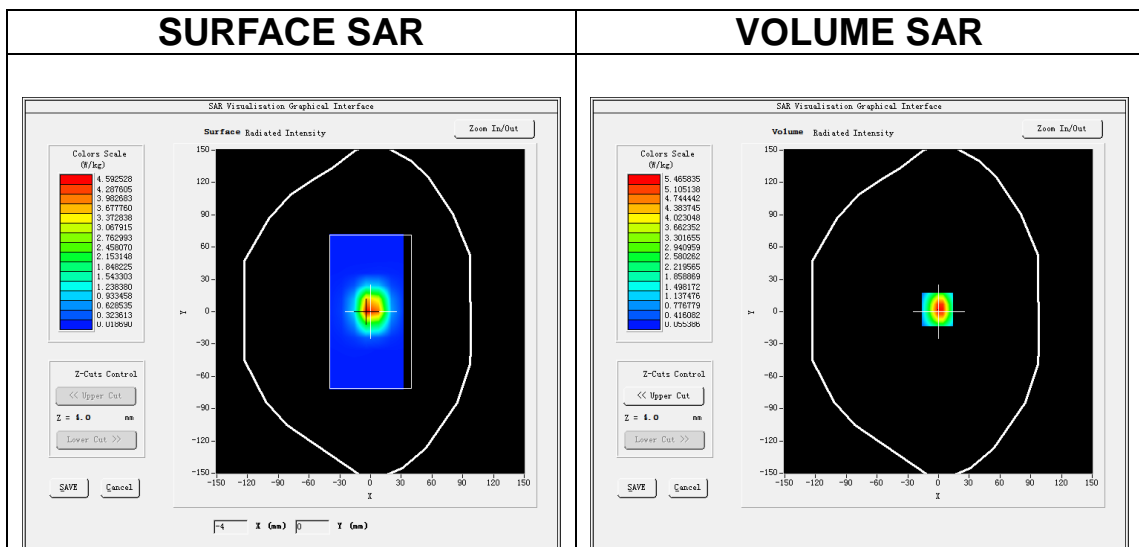 SURFACE SAR
VOLUME SAR
SAR Visualisation Graphical Interface
Surface Radiated Intensity
Zoom In/Out
Colors Scale
(W/kg)
4.592528
4.287605
3.982683
3.677760
3.372838
3.067915
2.762993
2.458070
2.153148
1.848225
1.543303
1.238380
0.933458
0.628535
0.323613
0.018690
150
120
90
60
30
0
-30
-60
-90
-120
-150
Y
-150 -120 -90 -60 -30 0 30 60 90 120 150
X
Z-Cuts Control
<< Upper Cut
Z = 4.0 mm
Lower Cut >>
SAVE Cancel
-4 X (mm) 0 Y (mm)
SAR Visualisation Graphical Interface
Volume Radiated Intensity
Zoom In/Out
Colors Scale
(W/kg)
5.465835
5.105138
4.744442
4.383745
4.023048
3.662352
3.301655
2.940959
2.580262
2.219565
1.858869
1.498172
1.137476
0.776779
0.416082
0.055386
150
120
90
60
30
0
-30
-60
-90
-120
-150
Y
-150 -120 -90 -60 -30 0 30 60 90 120 150
X
Z-Cuts Control
<< Upper Cut
Z = 4.0 mm
Lower Cut >>
SAVE Cancel